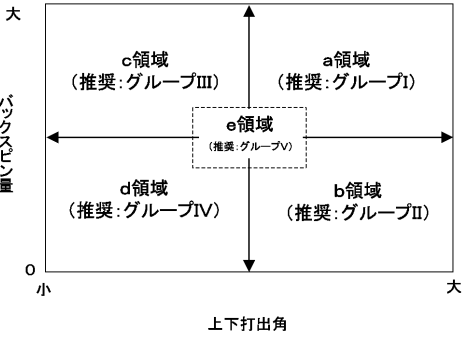 大
c領域
(推奨:グループⅢ)
a領域
(推奨:グループⅠ)
e領域
(推奨:グループⅤ)
バックスピン量
d領域
(推奨:グループⅣ)
b領域
(推奨:グループⅡ)
0
小
大
上下打出角